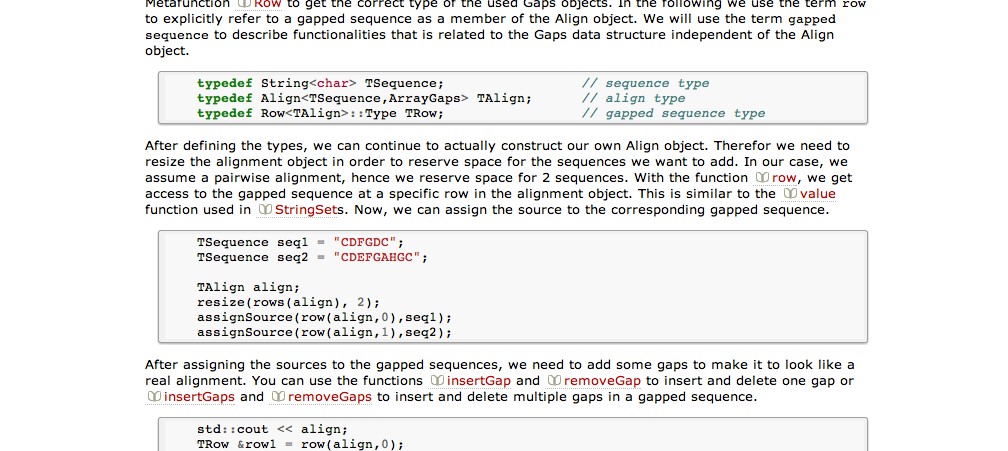 Metafunction Row to get the correct type of the used Gaps objects. In the following we use the term row
to explicitly refer to a gapped sequence as a member of the Align object. We will use the term gapped
sequence to describe functionalities that is related to the Gaps data structure independent of the Align
object.
typedef String<char> TSequence; // sequence type
typedef Align<TSequence,ArrayGaps> TAlign; // align type
typedef Row<TAlign>::Type TRow; // gapped sequence type
After defining the types, we can continue to actually construct our own Align object. Therefor we need to
resize the alignment object in order to reserve space for the sequences we want to add. In our case, we
assume a pairwise alignment, hence we reserve space for 2 sequences. With the function row, we get
access to the gapped sequence at a specific row in the alignment object. This is similar to the value
function used in StringSets. Now, we can assign the source to the corresponding gapped sequence.
TSequence seq1 = "CDFGDC";
TSequence seq2 = "CDEFGAHGC";
TAlign align;
resize(rows(align), 2);
assignSource(row(align,0),seq1);
assignSource(row(align,1),seq2);
After assigning the sources to the gapped sequences, we need to add some gaps to make it to look like a
real alignment. You can use the functions insertGap and removeGap to insert and delete one gap or
insertGaps and removeGaps to insert and delete multiple gaps in a gapped sequence.
std::cout << align;
TRow &row1 = row(align,0);